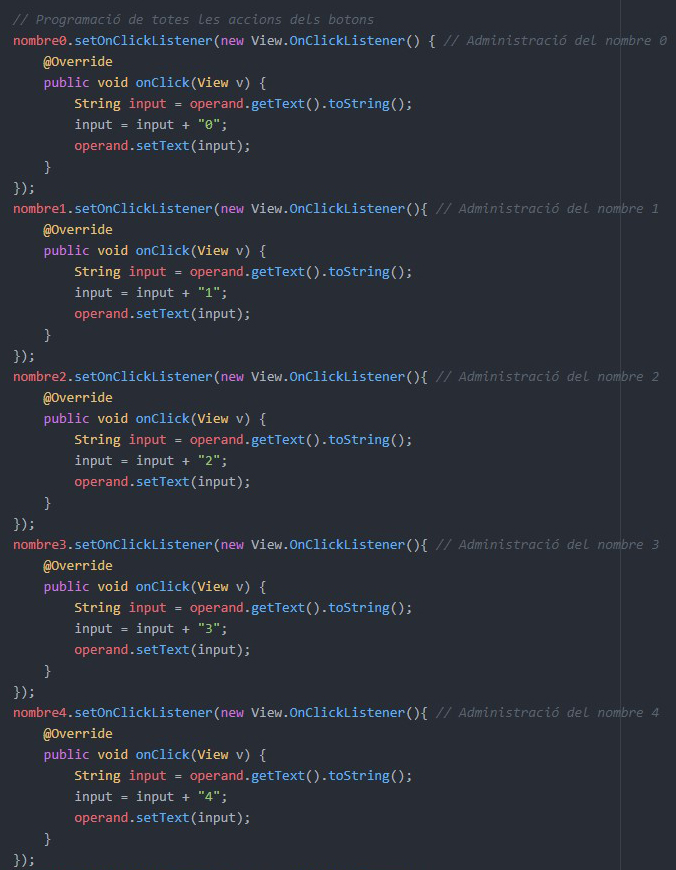 // Programació de totes les accions dels botons
nombre0.setOnClickListener(new View.OnClickListener() { // Administració del nombre 0
    @Override
    public void onClick(View v) {
        String input = operand.getText().toString();
        input = input + "0";
        operand.setText(input);
    }
});
nombre1.setOnClickListener(new View.OnClickListener(){ // Administració del nombre 1
    @Override
    public void onClick(View v) {
        String input = operand.getText().toString();
        input = input + "1";
        operand.setText(input);
    }
});
nombre2.setOnClickListener(new View.OnClickListener(){ // Administració del nombre 2
    @Override
    public void onClick(View v) {
        String input = operand.getText().toString();
        input = input + "2";
        operand.setText(input);
    }
});
nombre3.setOnClickListener(new View.OnClickListener(){ // Administració del nombre 3
    @Override
    public void onClick(View v) {
        String input = operand.getText().toString();
        input = input + "3";
        operand.setText(input);
    }
});
nombre4.setOnClickListener(new View.OnClickListener(){ // Administració del nombre 4
    @Override
    public void onClick(View v) {
        String input = operand.getText().toString();
        input = input + "4";
        operand.setText(input);
    }
});